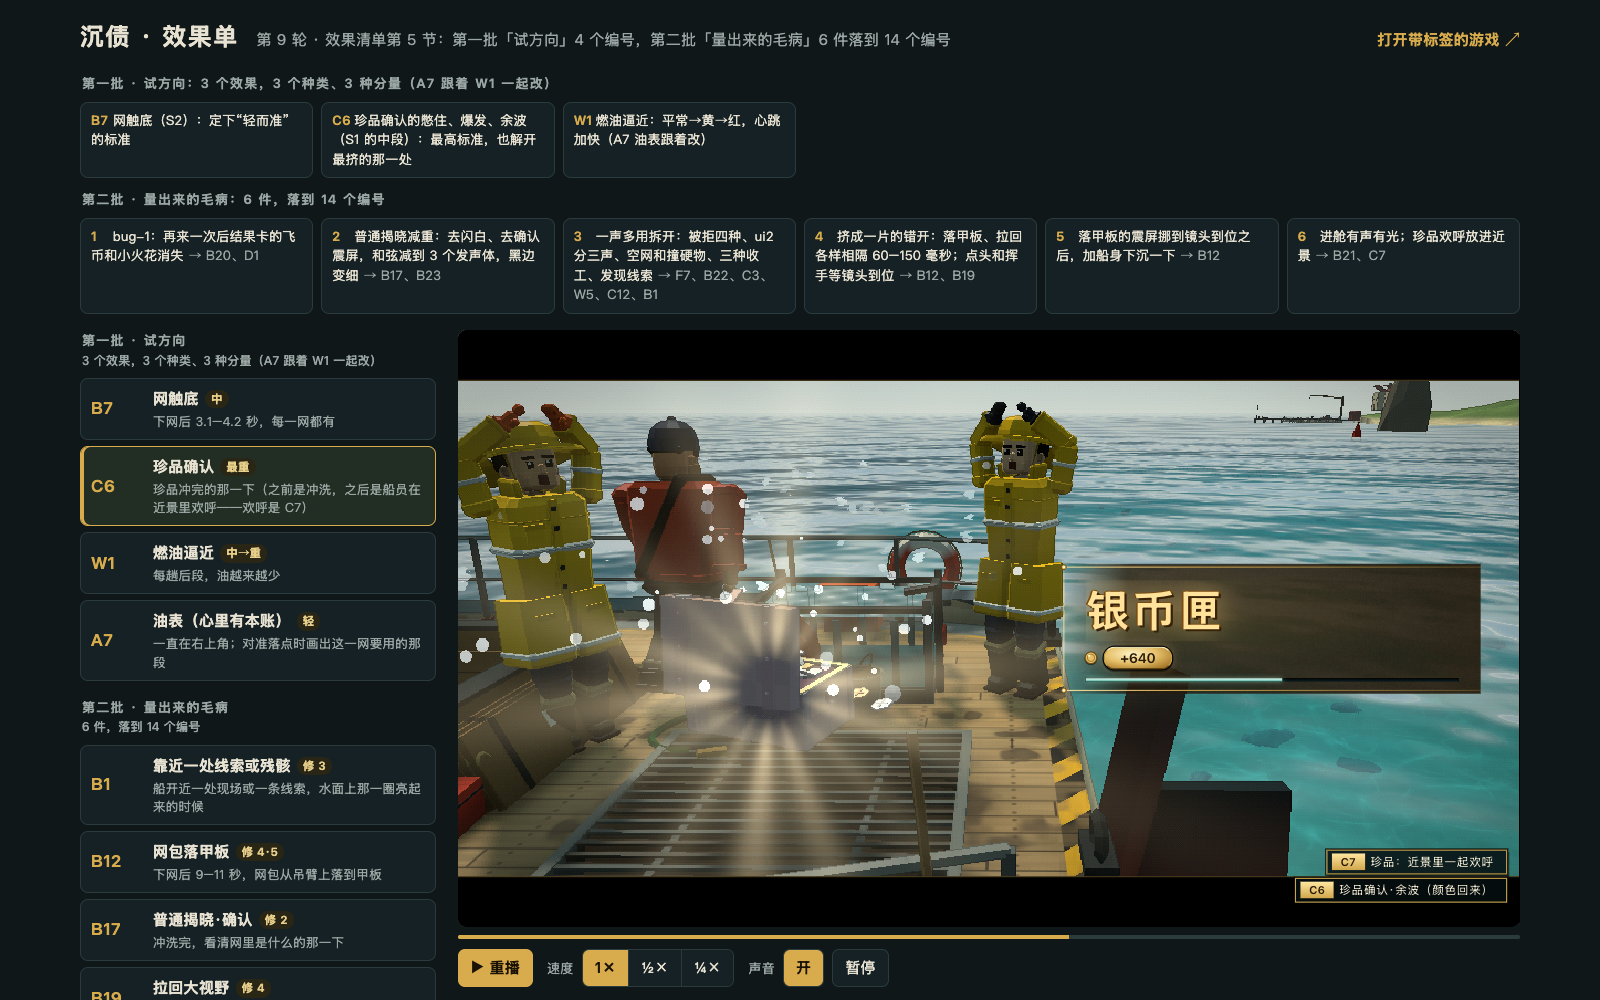 沉债 · 效果单
第 9 轮 · 效果清单第 5 节：第一批「试方向」4 个编号，第二批「量出来的毛病」6 件落到 14 个编号
打开带标签的游戏 ↗
第一批 · 试方向：3 个效果，3 个种类、3 种分量（A7 跟着 W1 一起改）
B7 网触底（S2）：定下“轻而准”
的标准
C6 珍品确认的憋住、爆发、余波
（S1 的中段）：最高标准，也解开
最挤的那一处
W1 燃油逼近：平常→黄→红，心跳
加快（A7 油表跟着改）
第二批 · 量出来的毛病：6 件，落到 14 个编号
1 bug-1：再来一次后结果卡的飞
币和小火花消失 → B20、D1
2 普通揭晓减重：去闪白、去确认
震屏，和弦减到 3 个发声体，黑边
变细 → B17、B23
3 一声多用拆开：被拒四种、ui2
分三声、空网和撞硬物、三种收
工、发现线索 → F7、B22、C3、
W5、C12、B1
4 挤成一片的错开：落甲板、拉回
各样相隔 60–150 毫秒；点头和挥
手等镜头到位 → B12、B19
5 落甲板的震屏挪到镜头到位之
后，加船身下沉一下 → B12
6 进舱有声有光；珍品欢呼放进近
景 → B21、C7
第一批 · 试方向
3 个效果，3 个种类、3 种分量（A7 跟着 W1 一起改）
B7
网触底 中
下网后 3.1–4.2 秒，每一网都有
C6
珍品确认 最重
珍品冲完的那一下（之前是冲洗，之后是船员在
近景里欢呼——欢呼是 C7）
W1
燃油逼近 中→重
每趟后段，油越来越少
A7
油表（心里有本账） 轻
一直在右上角；对准落点时画出这一网要用的那
段
第二批 · 量出来的毛病
6 件，落到 14 个编号
B1
靠近一处线索或残骸 修 3
船开近一处现场或一条线索，水面上那一圈亮起
来的时候
B12
网包落甲板 修 4·5
下网后 9–11 秒，网包从吊臂上落到甲板
B17
普通揭晓·确认 修 2
冲洗完，看清网里是什么的那一下
B19
拉回大视野 修 4
银币匣
+640
C7 珍品：近景里一起欢呼
C6 珍品确认·余波（颜色回来）
▶ 重播
速度
1×
½×
¼×
声音
开
暂停